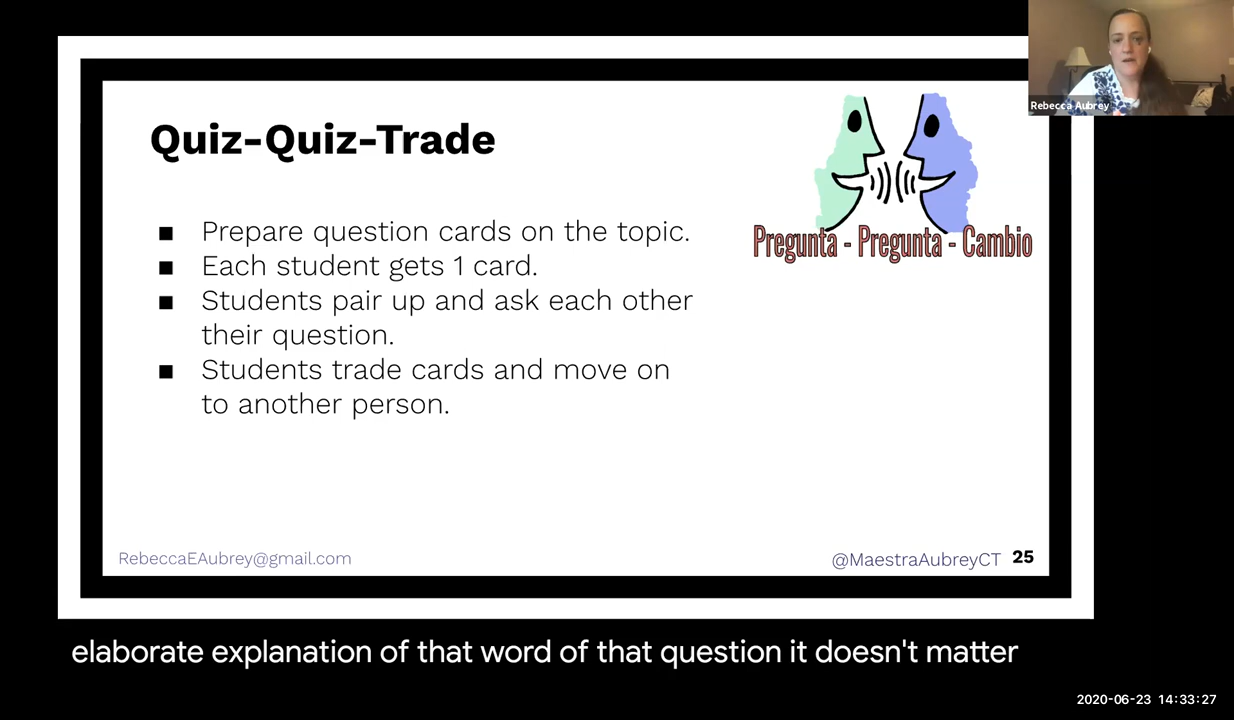 Rebecca Aubrey
Quiz-Quiz-Trade
Pregunta - Pregunta - Cambio
■ Prepare question cards on the topic.
■ Each student gets 1 card.
■ Students pair up and ask each other
their question.
■ Students trade cards and move on
to another person.
RebeccaEAubrey@gmail.com
@MaestraAubreyCT 25
elaborate explanation of that word of that question it doesn't matter
2020-06-23 14:33:27